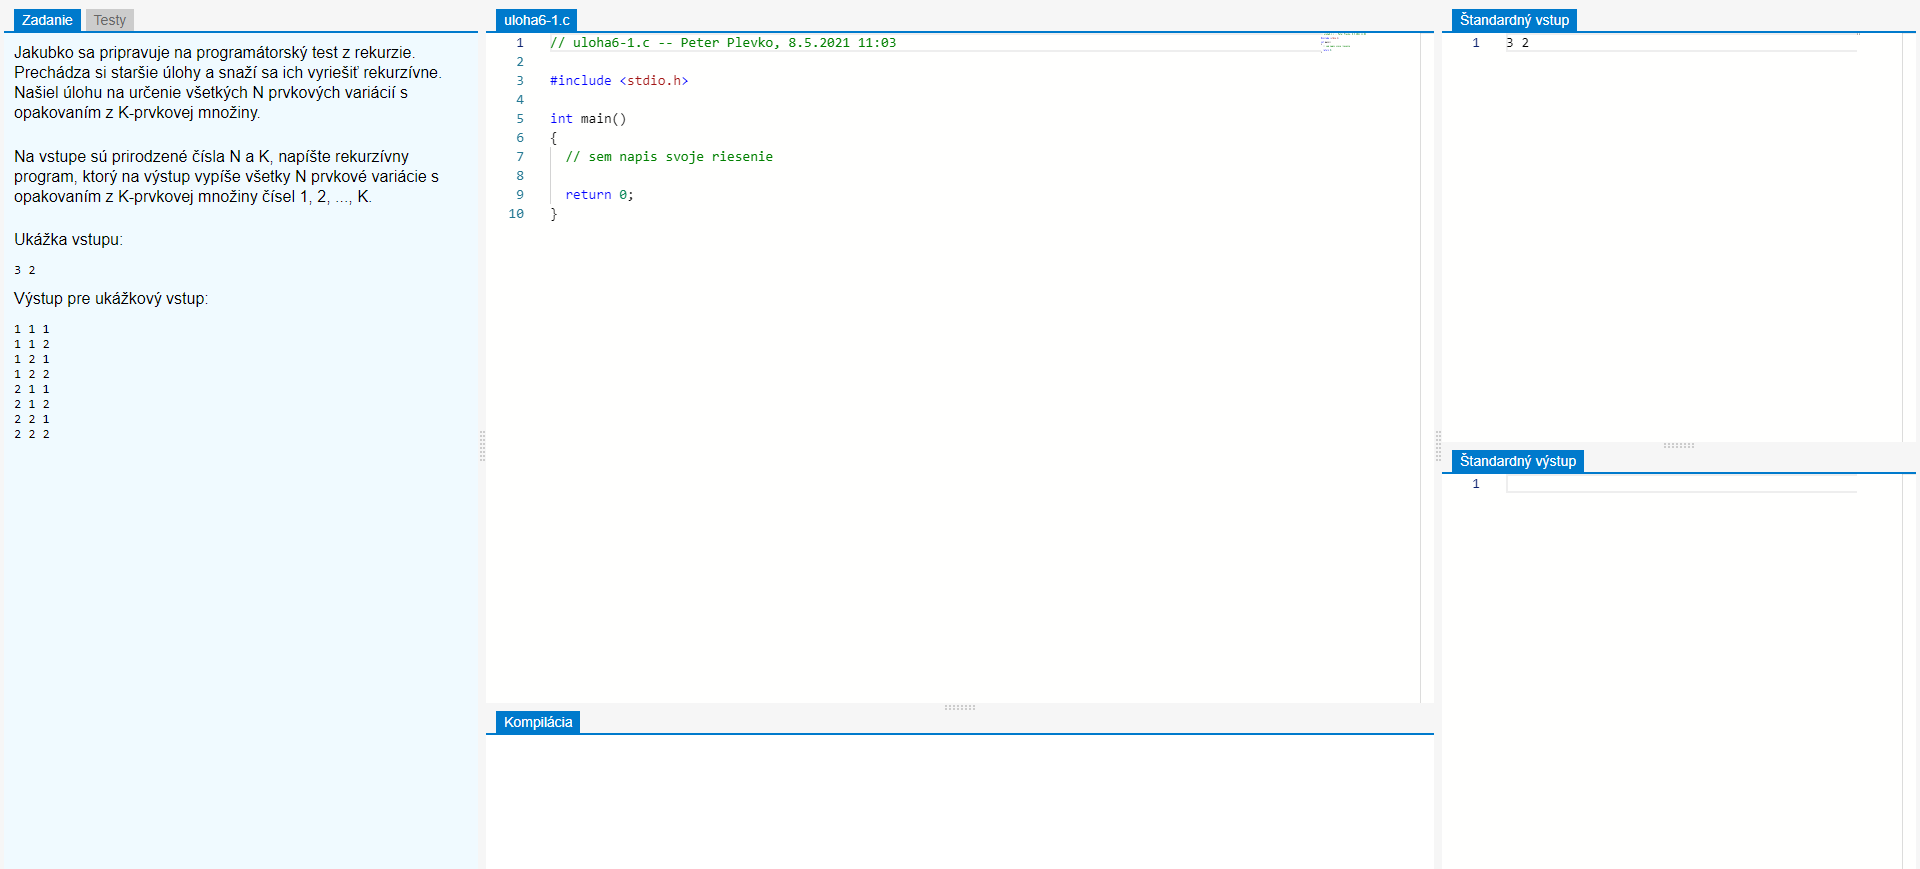 Zadanie Testy
Jakubko sa pripravuje na programátorský test z rekurzie.
Prechádza si staršie úlohy a snaží sa ich vyriešiť rekurzívne.
Našiel úlohu na určenie všetkých N prvkových variácií s
opakovaním z K-prvkovej množiny.
Na vstupe sú prirodzené čísla N a K, napíšte rekurzívny
program, ktorý na výstup vypíše všetky N prvkové variácie s
opakovaním z K-prvkovej množiny čísel 1, 2, ..., K.
Ukážka vstupu:
3 2
Výstup pre ukážkový vstup:
1 1 1
1 1 2
1 2 1
1 2 2
2 1 1
2 1 2
2 2 1
2 2 2
uloha6-1.c
1 // uloha6-1.c -- Peter Plevko, 8.5.2021 11:03
2
3 #include <stdio.h>
4
5 int main()
6 {
7 // sem napis svoje riesenie
8
9 return 0;
10 }
Kompilácia
Štandardný vstup
1 3 2
Štandardný výstup
1